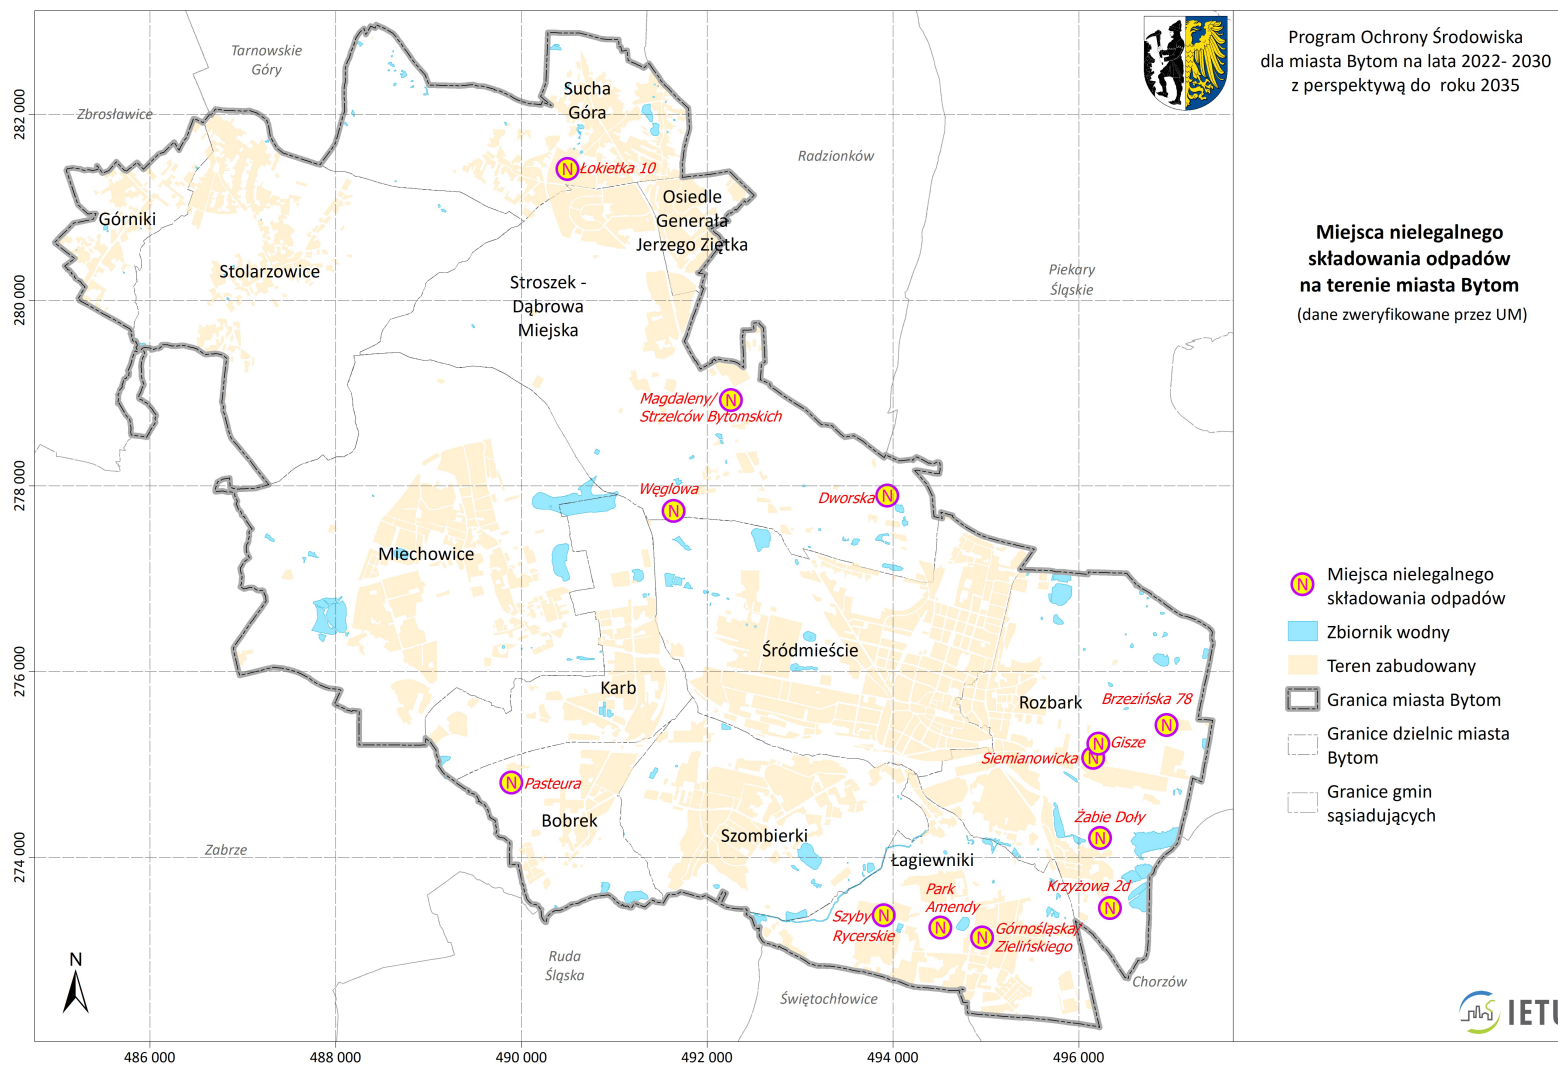 Program Ochrony Środowiska
dla miasta Bytom na lata 2022- 2030
z perspektywą do roku 2035
Miejsca nielegalnego
składowania odpadów
na terenie miasta Bytom
(dane zweryfikowane przez UM)
N
Miejsca nielegalnego
składowania odpadów
Zbiornik wodny
Teren zabudowany
Granica miasta Bytom
Granice dzielnic miasta
Bytom
Granice gmin
sąsiadujących
IETU
Tarnowskie
Góry
Zbrosławice
Radzionków
Piekary
Śląskie
Zabrze
Ruda
Śląska
Świętochłowice
Chorzów
Sucha
Góra
N
Łokietka 10
Osiedle
Generała
Jerzego Ziętka
Górniki
Stolarzowice
Stroszek -
Dąbrowa
Miejska
Magdaleny/
N
Strzelców Bytomskich
Węglowa
N
Dworska
N
Miechowice
Śródmieście
Karb
Rozbark
Brzezińska 78
N
N
Gisze
Siemianowicka
N
N
Pasteura
Bobrek
Szombierki
Żabie Doły
N
Łagiewniki
Krzyżowa 2d
N
Park
Amendy
N
Szyby
Rycerskie
N
N
Górnośląska/
Zielińskiego
N
282 000
280 000
278 000
276 000
274 000
486 000
488 000
490 000
492 000
494 000
496 000